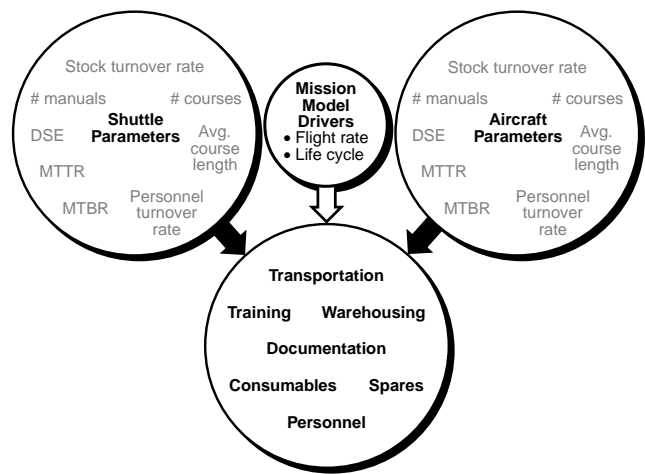 Stock turnover rate
# manuals
# courses
Shuttle
Parameters
DSE
Avg.
course
length
MTTR
MTBR
Personnel
turnover
rate
Mission
Model
Drivers
• Flight rate
• Life cycle
Stock turnover rate
# manuals
# courses
Aircraft
Parameters
DSE
Avg.
course
length
MTTR
MTBR
Personnel
turnover
rate
Transportation
Training Warehousing
Documentation
Consumables Spares
Personnel